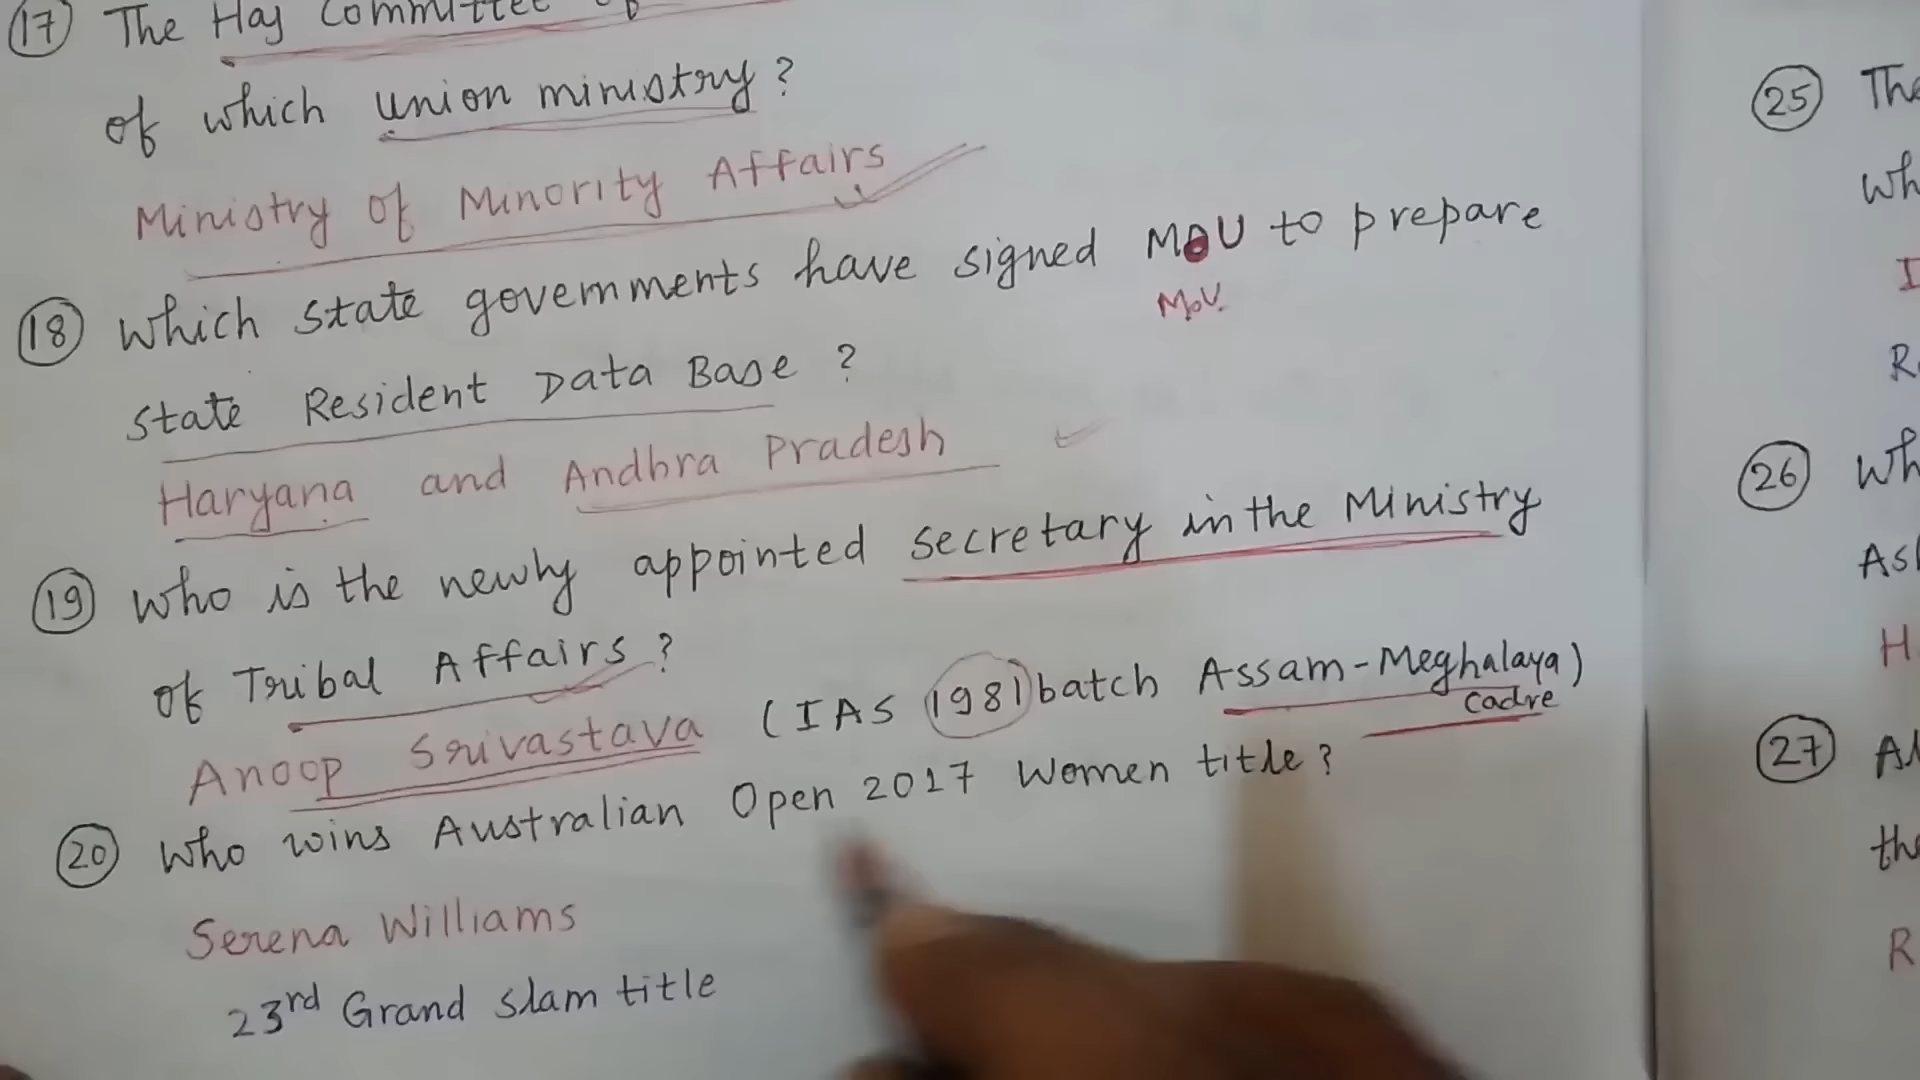 17 The Haj Committee
of which union ministry?
Ministry of Minority Affairs
18 Which state governments have signed MOU to prepare
MoU.
State Resident Data Base ?
Haryana and Andhra Pradesh
19 Who is the newly appointed secretary in the Ministry
of Tribal Affairs ?
Anoop Srivastava (IAS 1981 batch Assam-Meghalaya)
cadre
20 Who wins Australian Open 2017 Women title?
Serena Williams
23rd Grand slam title
25
26
27